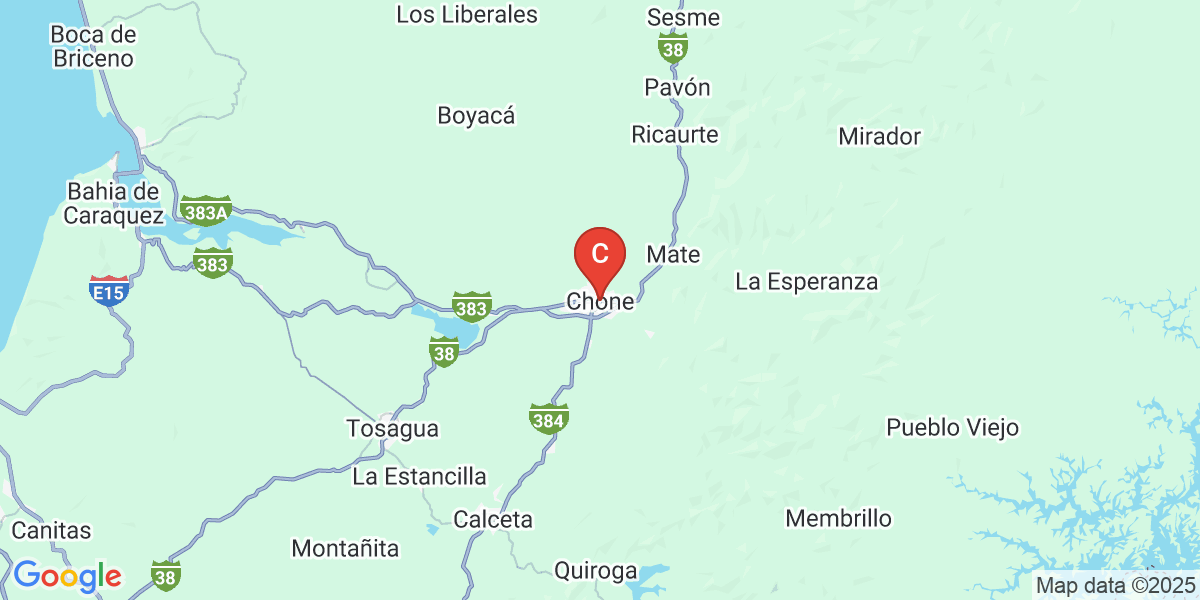 Los Liberales
Sesme
Boca de
Briceno
38
Pavón
Boyacá
Ricaurte
Mirador
Bahia de
Caraquez
383A
C
Mate
383
La Esperanza
E15
383
Chone
38
384
Tosagua
Pueblo Viejo
La Estancilla
Calceta
Membrillo
Canitas
Montañita
Quiroga
Google
38
Map data ©2025